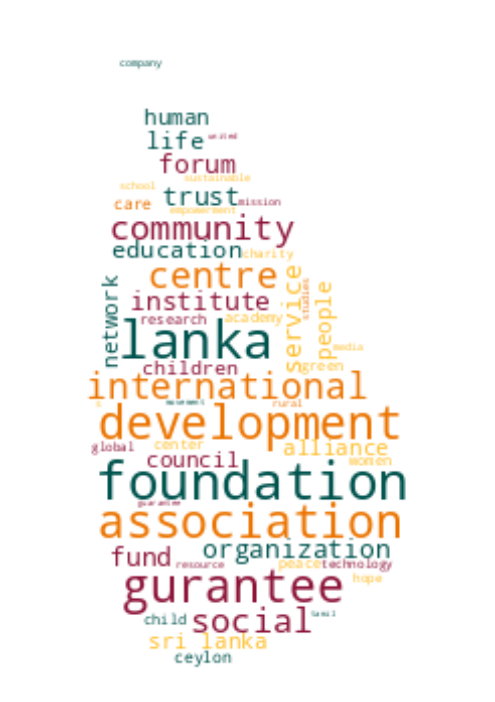 company
human
life united
forum
sustainable
school
trust mission
care
empowerment
community
education charity
centre
service
people
studies
network
institute
research academy
lanka
media
children green
international
movement rural
development
global center alliance
council women
foundation
guarantee
association
organization
fund resource peace technology
hope
gurantee
child social tamil
sri lanka
ceylon